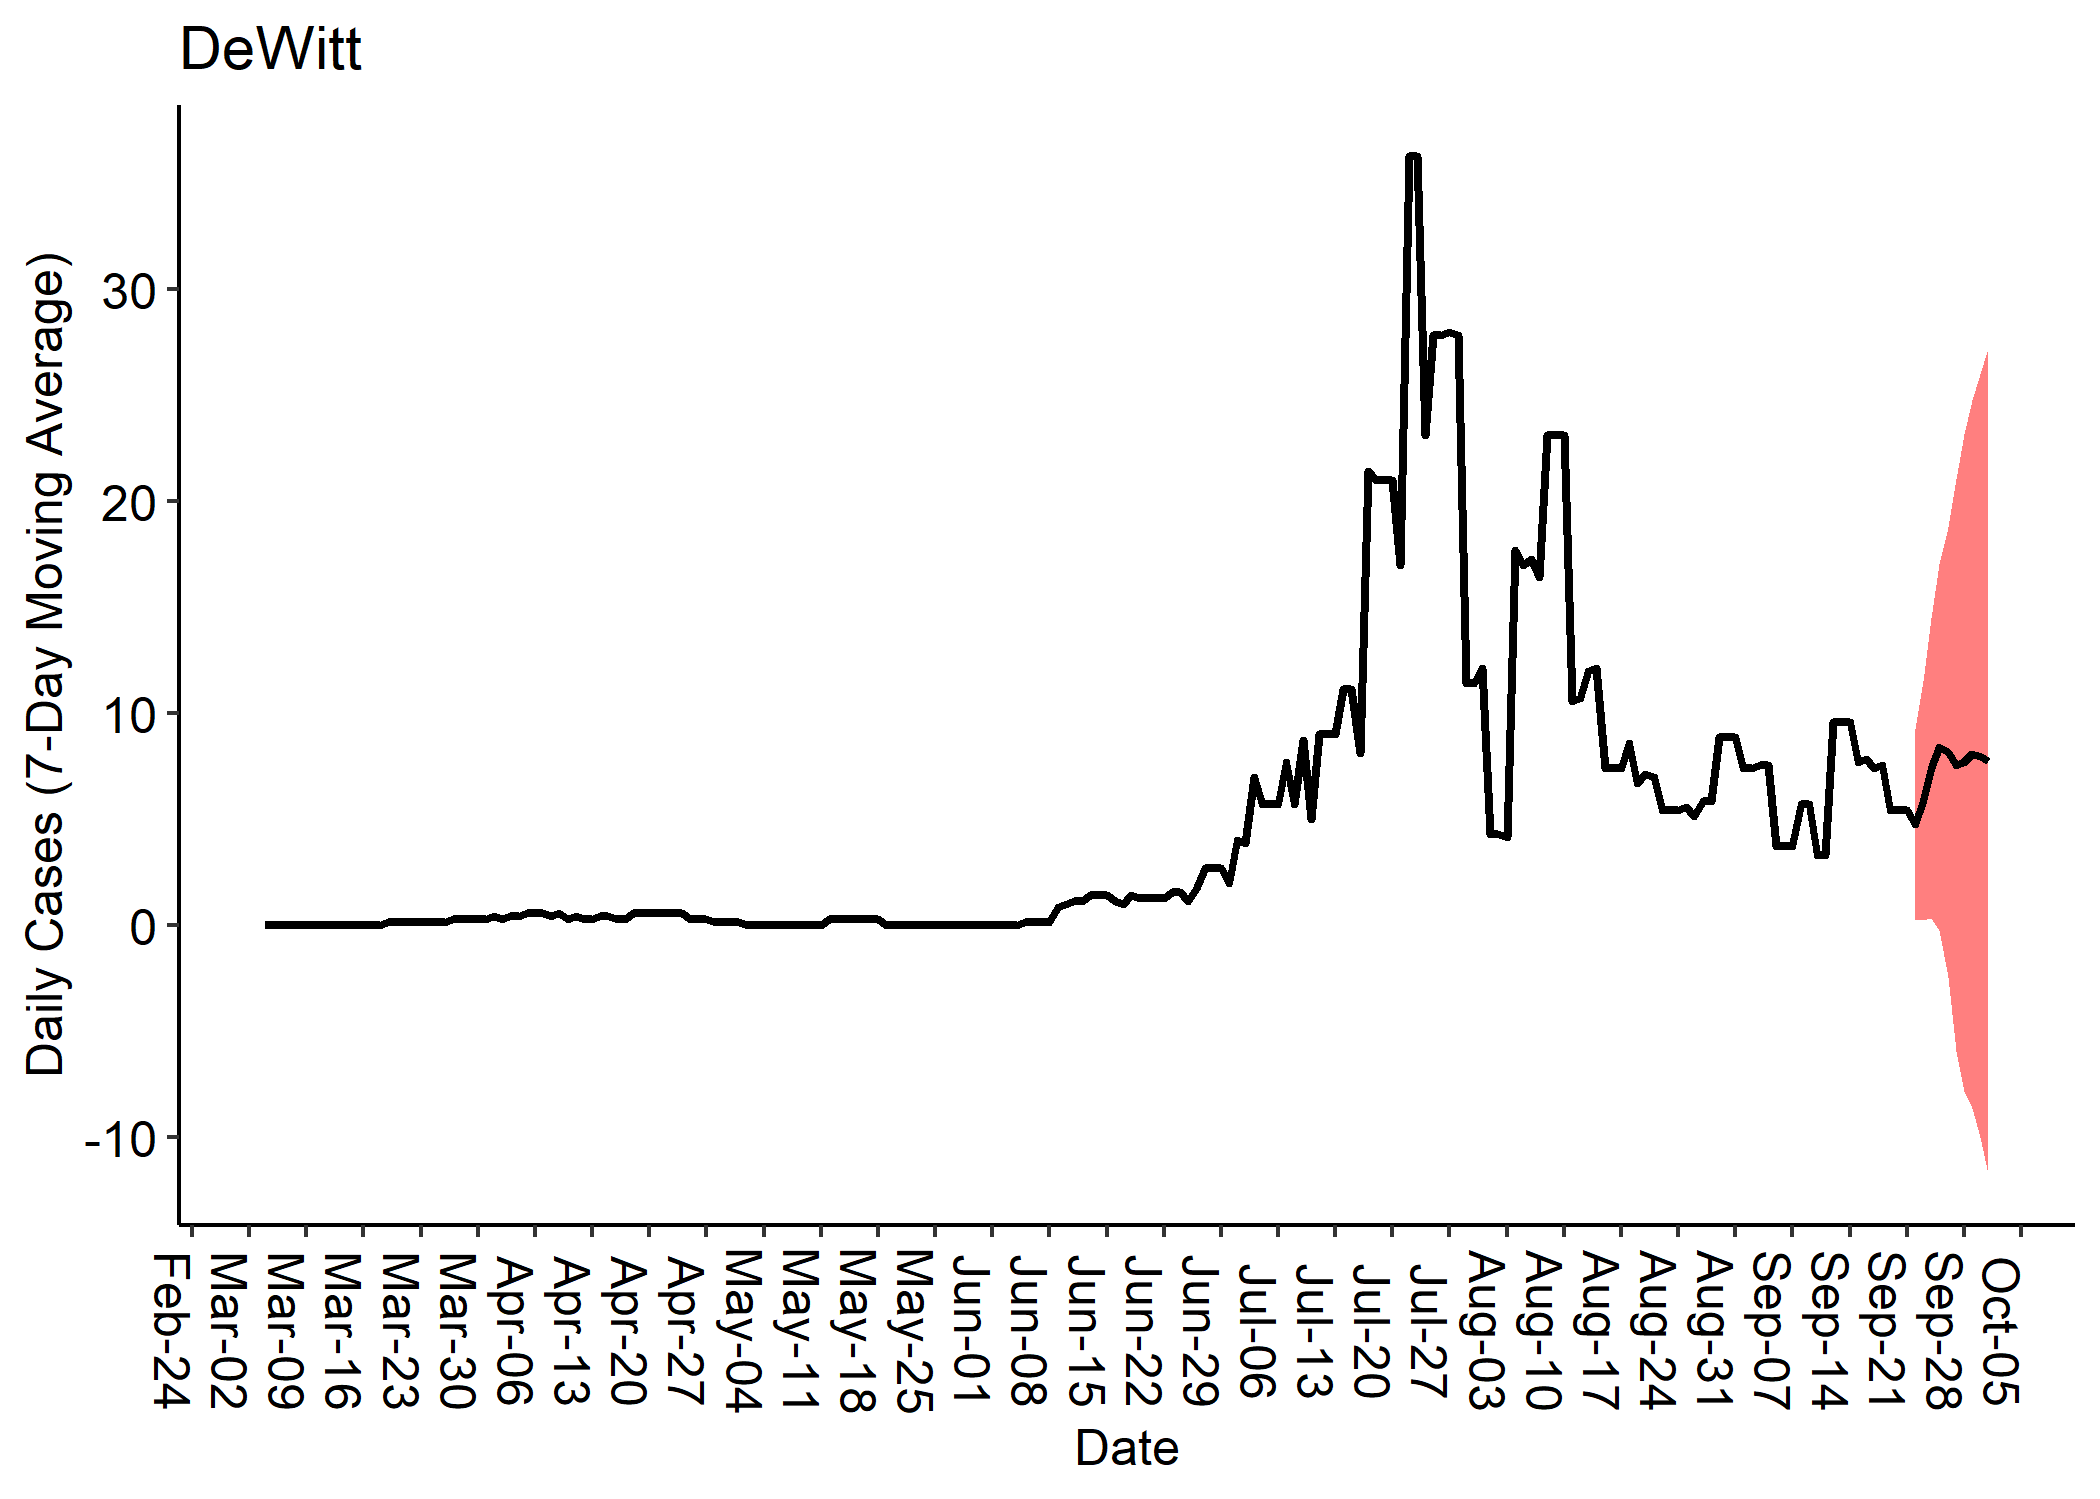 DeWitt
Daily Cases (7-Day Moving Average)
30
20
10
0
-10
Feb-24
Mar-02
Mar-09
Mar-16
Mar-23
Mar-30
Apr-06
Apr-13
Apr-20
Apr-27
May-04
May-11
May-18
May-25
Jun-01
Jun-08
Jun-15
Jun-22
Jun-29
Jul-06
Jul-13
Jul-20
Jul-27
Aug-03
Aug-10
Aug-17
Aug-24
Aug-31
Sep-07
Sep-14
Sep-21
Sep-28
Oct-05
Date